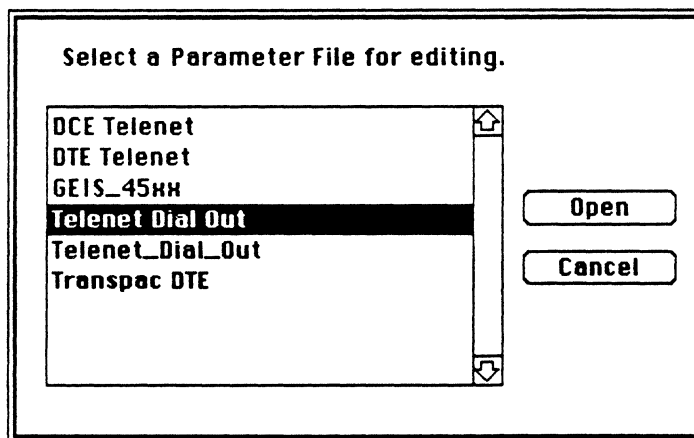 Select a Parameter File for editing.
DCE Telenet
DTE Telenet
GEIS_45xx
Telenet Dial Out
Telenet_Dial_Out
Transpac DTE
Open
Cancel